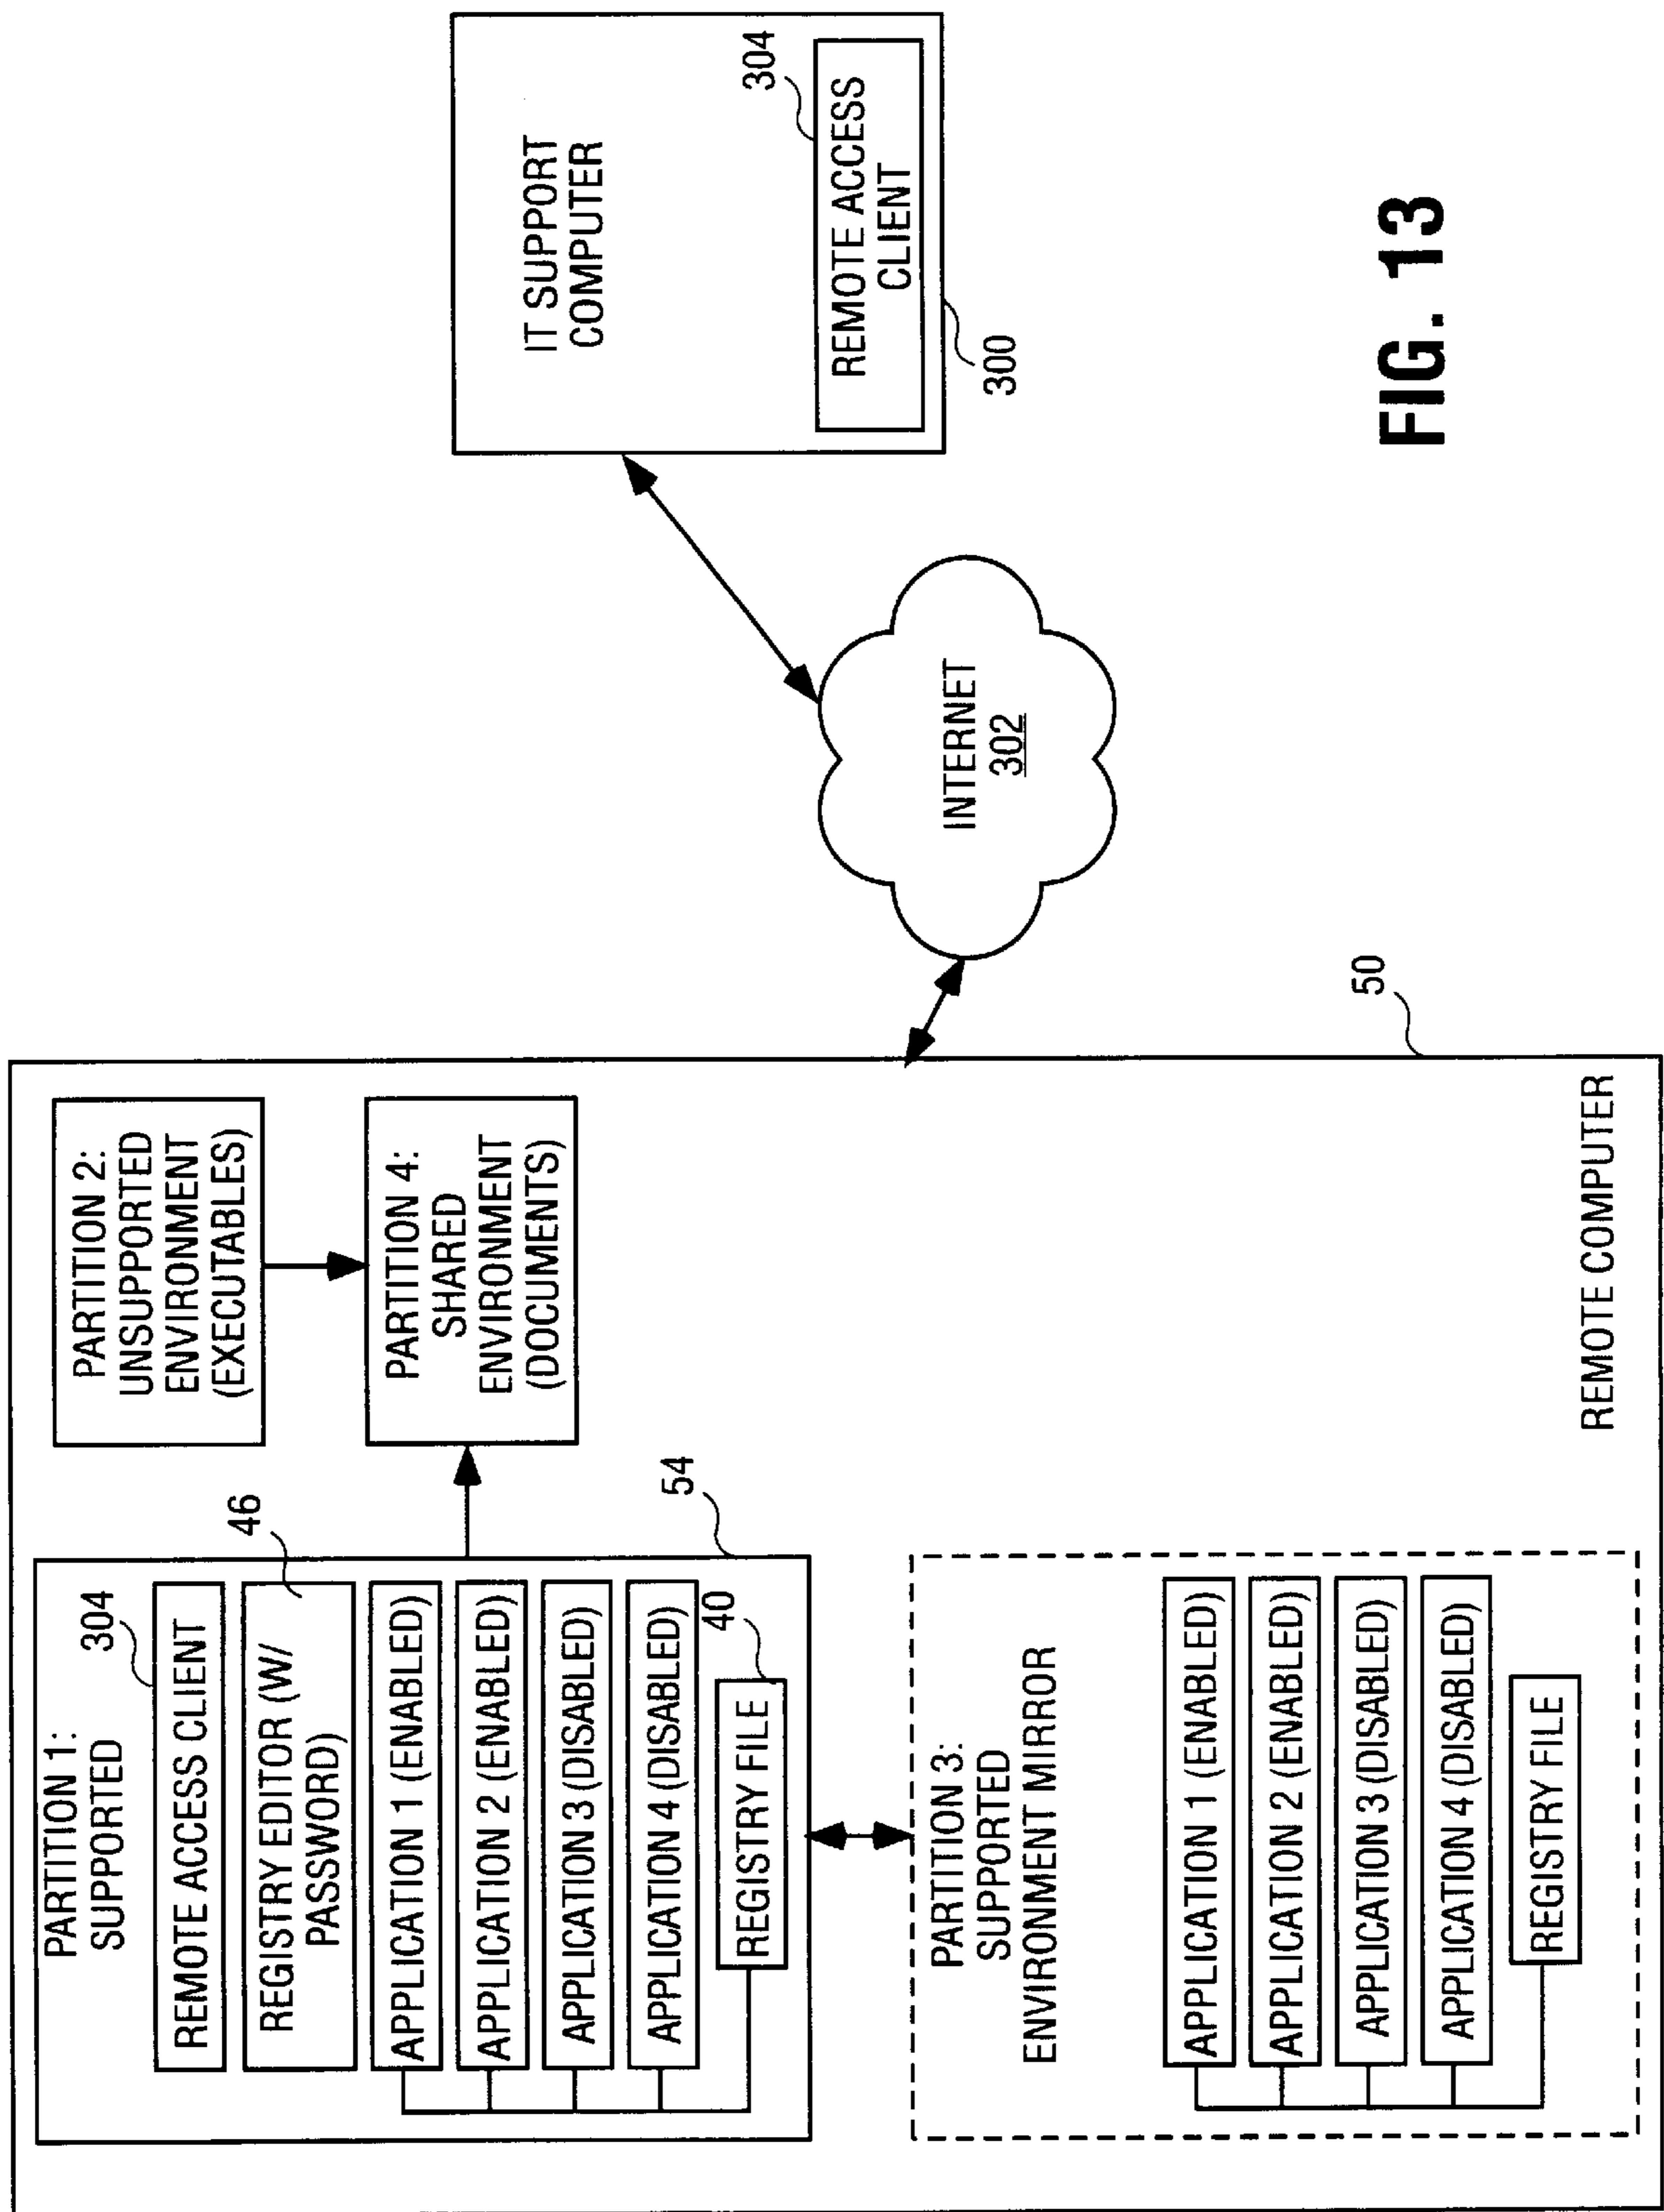 PARTITION 1:
SUPPORTED
304
REMOTE ACCESS CLIENT
46
REGISTRY EDITOR (W/
PASSWORD)
APPLICATION 1 (ENABLED)
APPLICATION 2 (ENABLED)
APPLICATION 3 (DISABLED)
APPLICATION 4 (DISABLED)
54
40
REGISTRY FILE
PARTITION 2:
UNSUPPORTED
ENVIRONMENT
(EXECUTABLES)
PARTITION 4:
SHARED
ENVIRONMENT
(DOCUMENTS)
PARTITION 3:
SUPPORTED
ENVIRONMENT MIRROR
APPLICATION 1 (ENABLED)
APPLICATION 2 (ENABLED)
APPLICATION 3 (DISABLED)
APPLICATION 4 (DISABLED)
REGISTRY FILE
REMOTE COMPUTER
50
INTERNET
302
IT SUPPORT
COMPUTER
304
REMOTE ACCESS
CLIENT
300
FIG. 13